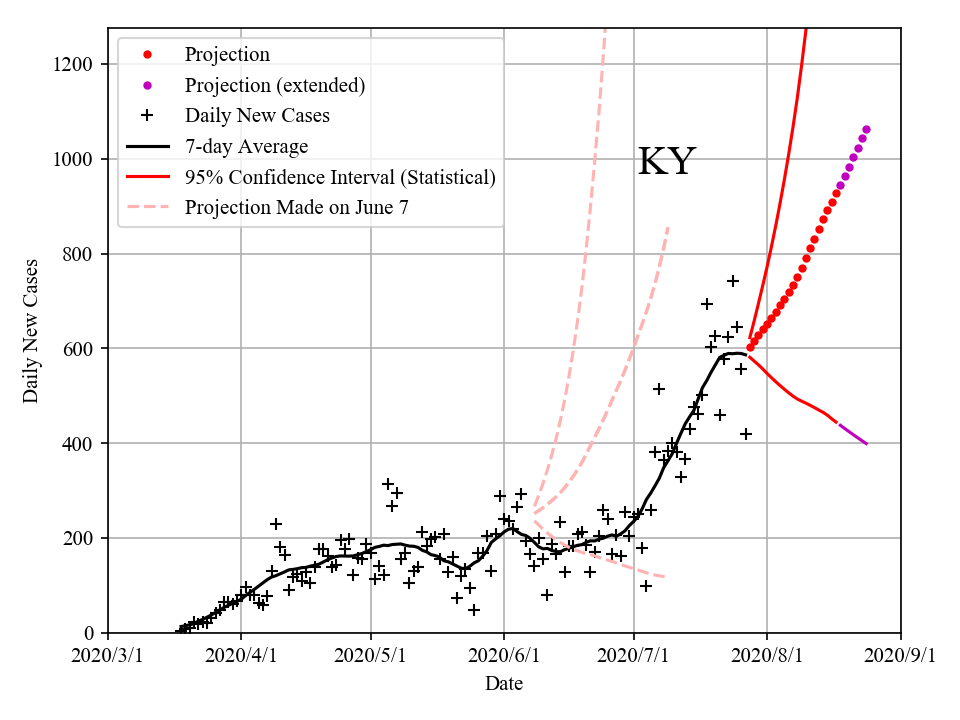 Projection
Projection (extended)
Daily New Cases
7-day Average
95% Confidence Interval (Statistical)
Projection Made on June 7
KY
1200
1000
800
600
400
200
0
Daily New Cases
2020/3/1 2020/4/1 2020/5/1 2020/6/1 2020/7/1 2020/8/1 2020/9/1
Date